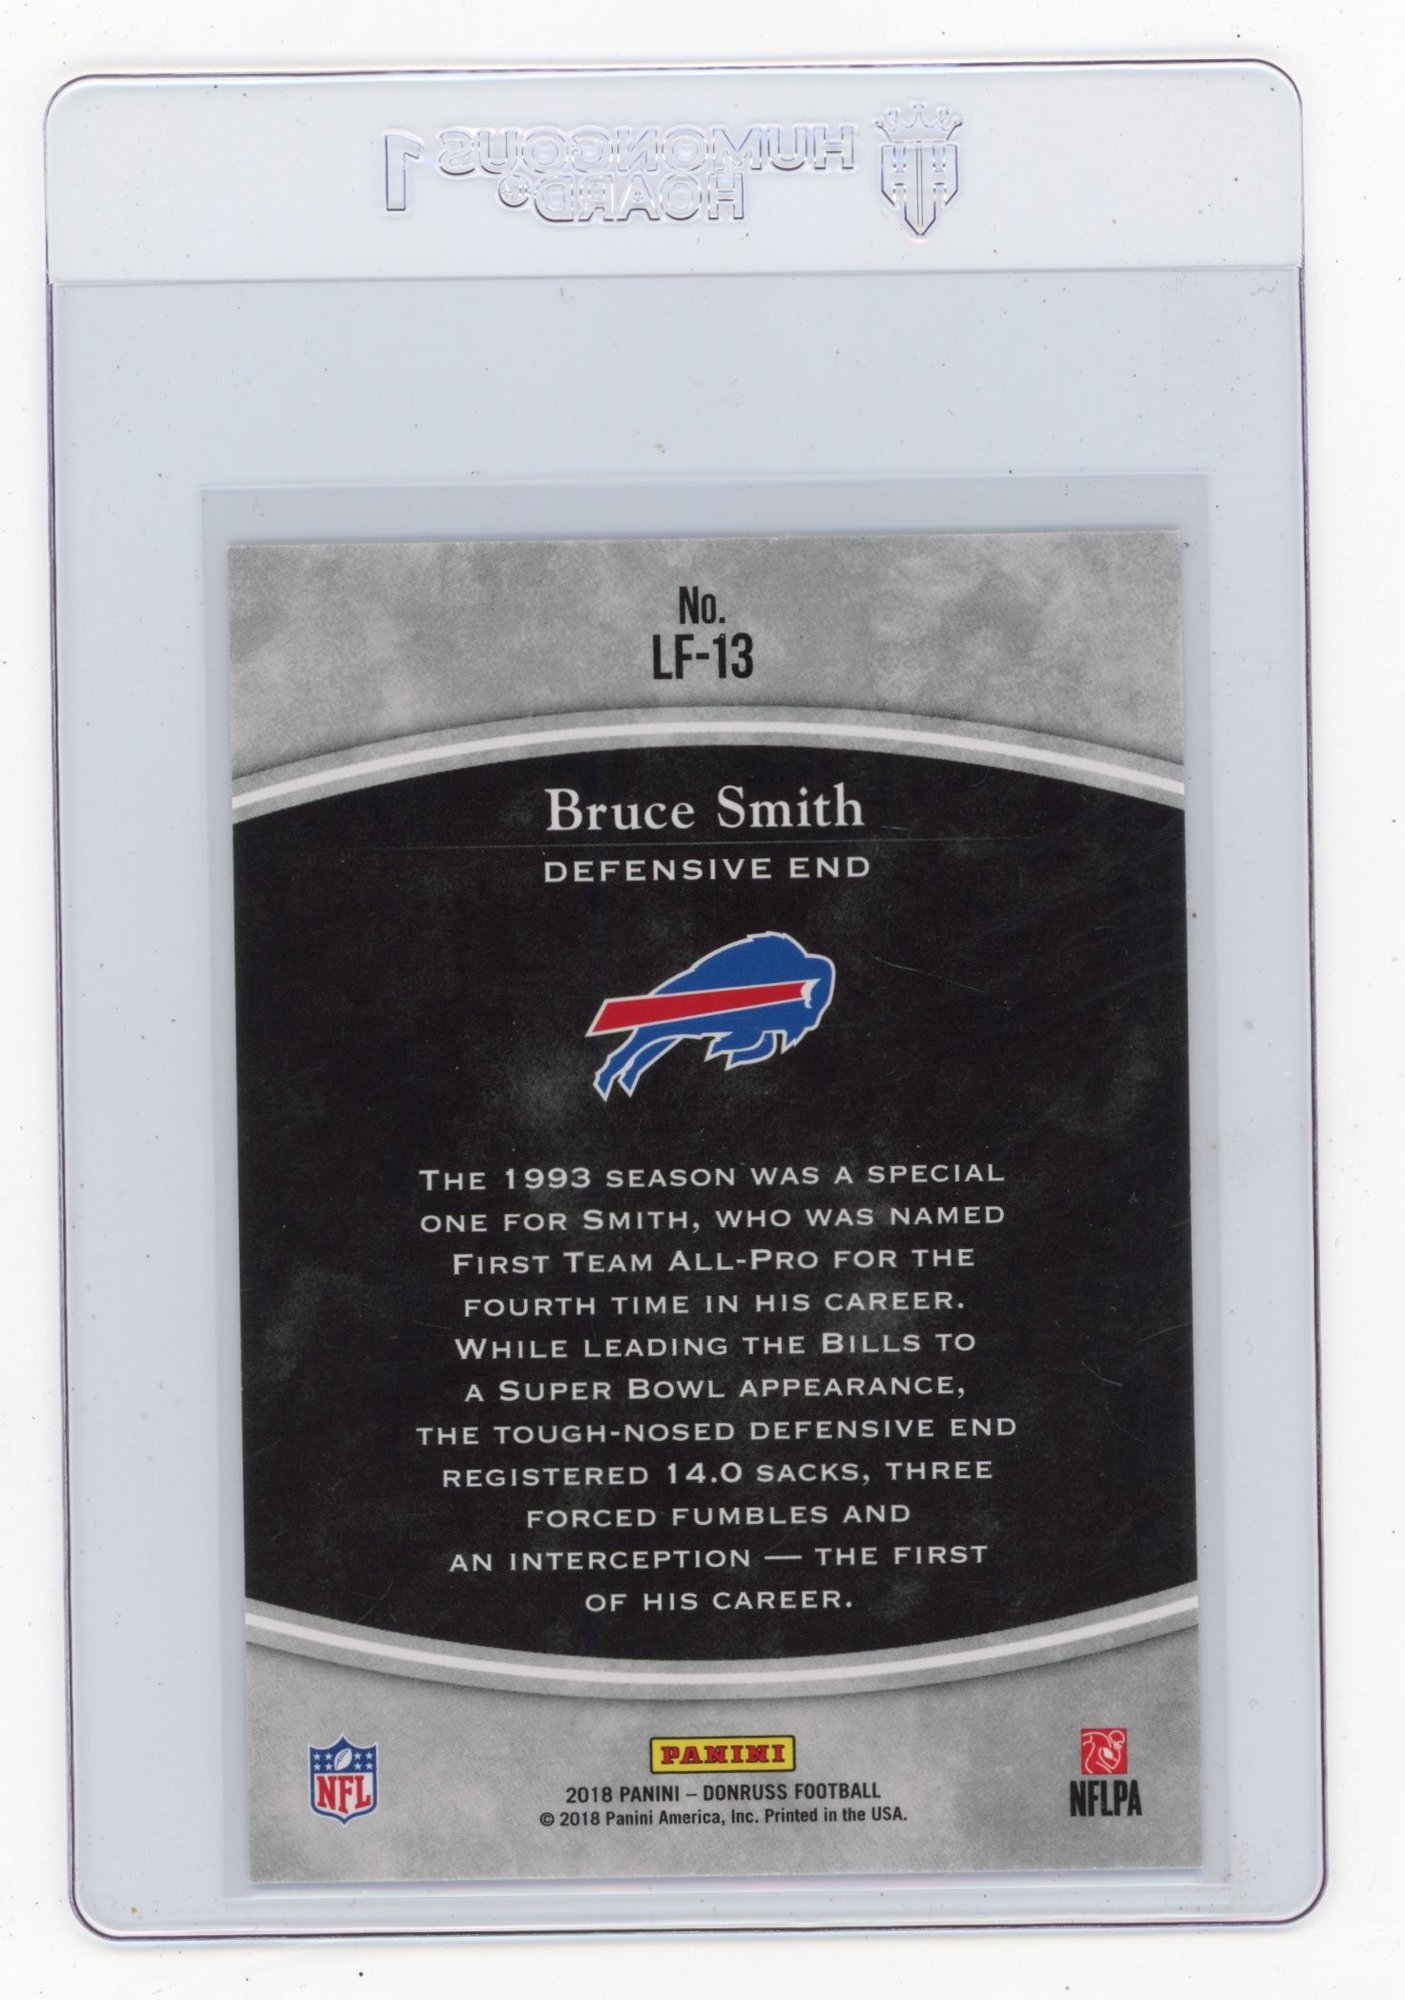 HUMONGOUS 1
HOARD®
No.
LF-13
Bruce Smith
DEFENSIVE END
THE 1993 SEASON WAS A SPECIAL
ONE FOR SMITH, WHO WAS NAMED
FIRST TEAM ALL-PRO FOR THE
FOURTH TIME IN HIS CAREER.
WHILE LEADING THE BILLS TO
A SUPER BOWL APPEARANCE,
THE TOUGH-NOSED DEFENSIVE END
REGISTERED 14.0 SACKS, THREE
FORCED FUMBLES AND
AN INTERCEPTION — THE FIRST
OF HIS CAREER.
NFL
PANINI
2018 PANINI – DONRUSS FOOTBALL
© 2018 Panini America, Inc. Printed in the USA.
NFLPA